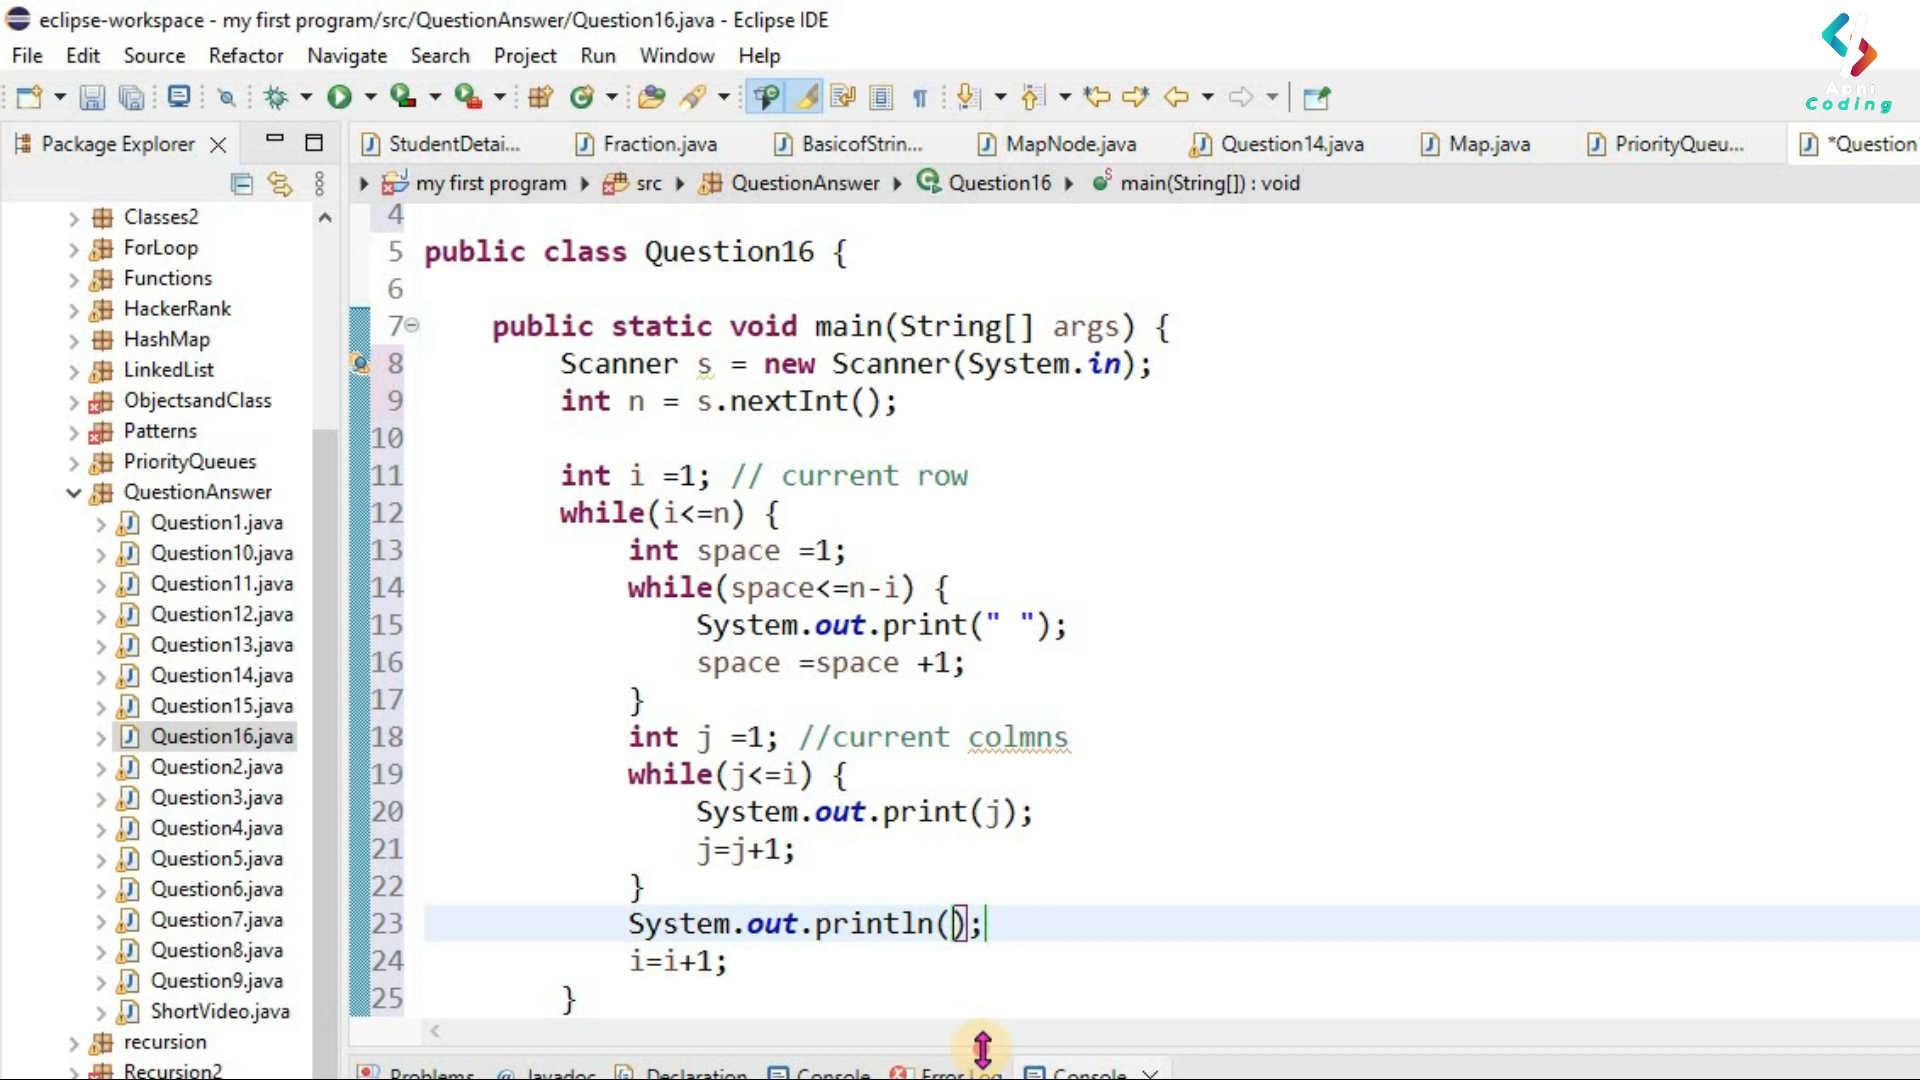 eclipse-workspace - my first program/src/QuestionAnswer/Question16.java - Eclipse IDE
File Edit Source Refactor Navigate Search Project Run Window Help
Apni
Coding
Package Explorer
StudentDetai... Fraction.java BasicofStrin... MapNode.java Question14.java Map.java PriorityQueu... *Question
my first program src QuestionAnswer Question16 main(String[]) : void
Classes2
ForLoop
Functions
HackerRank
HashMap
LinkedList
ObjectsandClass
Patterns
PriorityQueues
QuestionAnswer
Question1.java
Question10.java
Question11.java
Question12.java
Question13.java
Question14.java
Question15.java
Question16.java
Question2.java
Question3.java
Question4.java
Question5.java
Question6.java
Question7.java
Question8.java
Question9.java
ShortVideo.java
recursion
Recursion2
4
5 public class Question16 {
6
7 public static void main(String[] args) {
8 Scanner s = new Scanner(System.in);
9 int n = s.nextInt();
10
11 int i =1; // current row
12 while(i<=n) {
13 int space =1;
14 while(space<=n-i) {
15 System.out.print(" ");
16 space =space +1;
17 }
18 int j =1; //current colmns
19 while(j<=i) {
20 System.out.print(j);
21 j=j+1;
22 }
23 System.out.println();
24 i=i+1;
25 }
Problems Javadoc Declaration Console Error Log Console